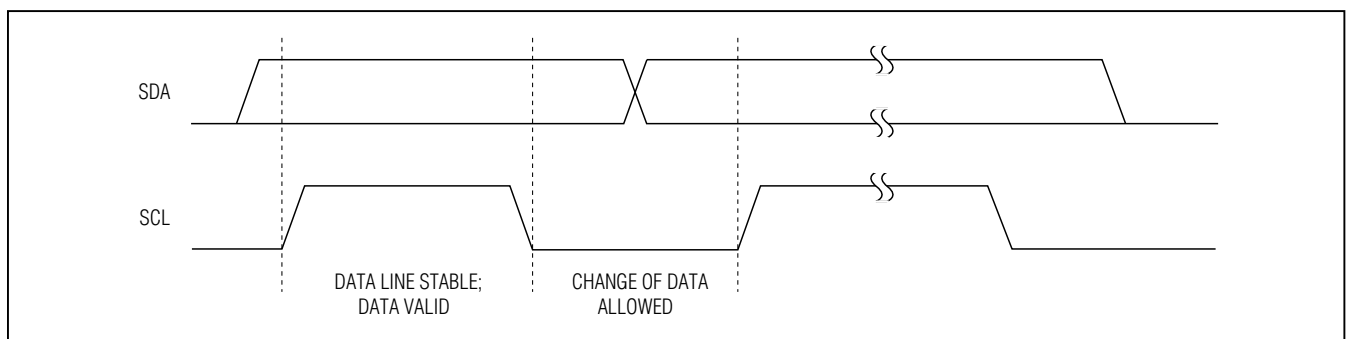 SDA
SCL
DATA LINE STABLE;
DATA VALID
CHANGE OF DATA
ALLOWED